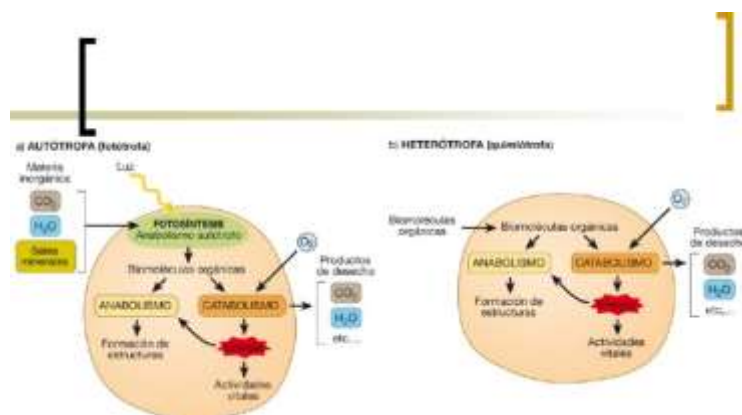 a) AUTÓTROFA (fotótrofa)
Materia
inorgánica
Luz
CO₂
H₂O
Sales
minerales
FOTOSÍNTESIS
Anabolismo autótrofo
O₂
Biomoléculas orgánicas
ANABOLISMO
CATABOLISMO
Formación de
estructuras
Actividades
vitales
Productos
de desecho
CO₂
H₂O
etc....
b) HETERÓTROFA (quimiótrofa)
O₂
Biomoléculas
orgánicas
Biomoléculas orgánicas
ANABOLISMO
CATABOLISMO
Formación de
estructuras
Actividades
vitales
Productos
de desecho
CO₂
H₂O
etc....